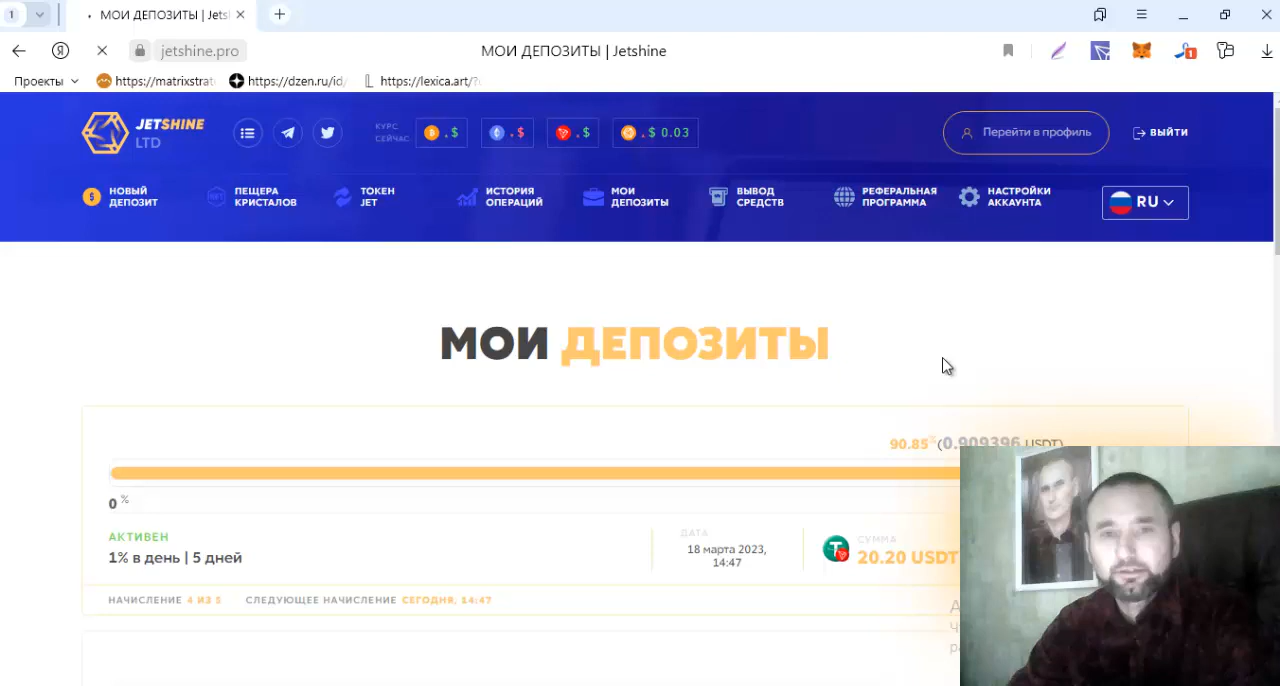 1
МОИ ДЕПОЗИТЫ | Jets
jetshine.pro
МОИ ДЕПОЗИТЫ | Jetshine
1
Проекты
https://matrixstrat
https://dzen.ru/id/
https://lexica.art/?
JETSHINE
LTD
КУРС
СЕЙЧАС
. $
. $
. $
. $ 0.03
Перейти в профиль
ВЫЙТИ
НОВЫЙ
ДЕПОЗИТ
ПЕЩЕРА
КРИСТАЛОВ
ТОКЕН
JET
ИСТОРИЯ
ОПЕРАЦИЙ
МОИ
ДЕПОЗИТЫ
ВЫВОД
СРЕДСТВ
РЕФЕРАЛЬНАЯ
ПРОГРАММА
НАСТРОЙКИ
АККАУНТА
RU
МОИ ДЕПОЗИТЫ
90.85% (0.909396 USDT)
0 %
АКТИВЕН
1% в день | 5 дней
ДАТА
18 марта 2023,
14:47
СУММА
20.20 USDT
НАЧИСЛЕНИЕ 4 ИЗ 5
СЛЕДУЮЩЕЕ НАЧИСЛЕНИЕ СЕГОДНЯ, 14:47